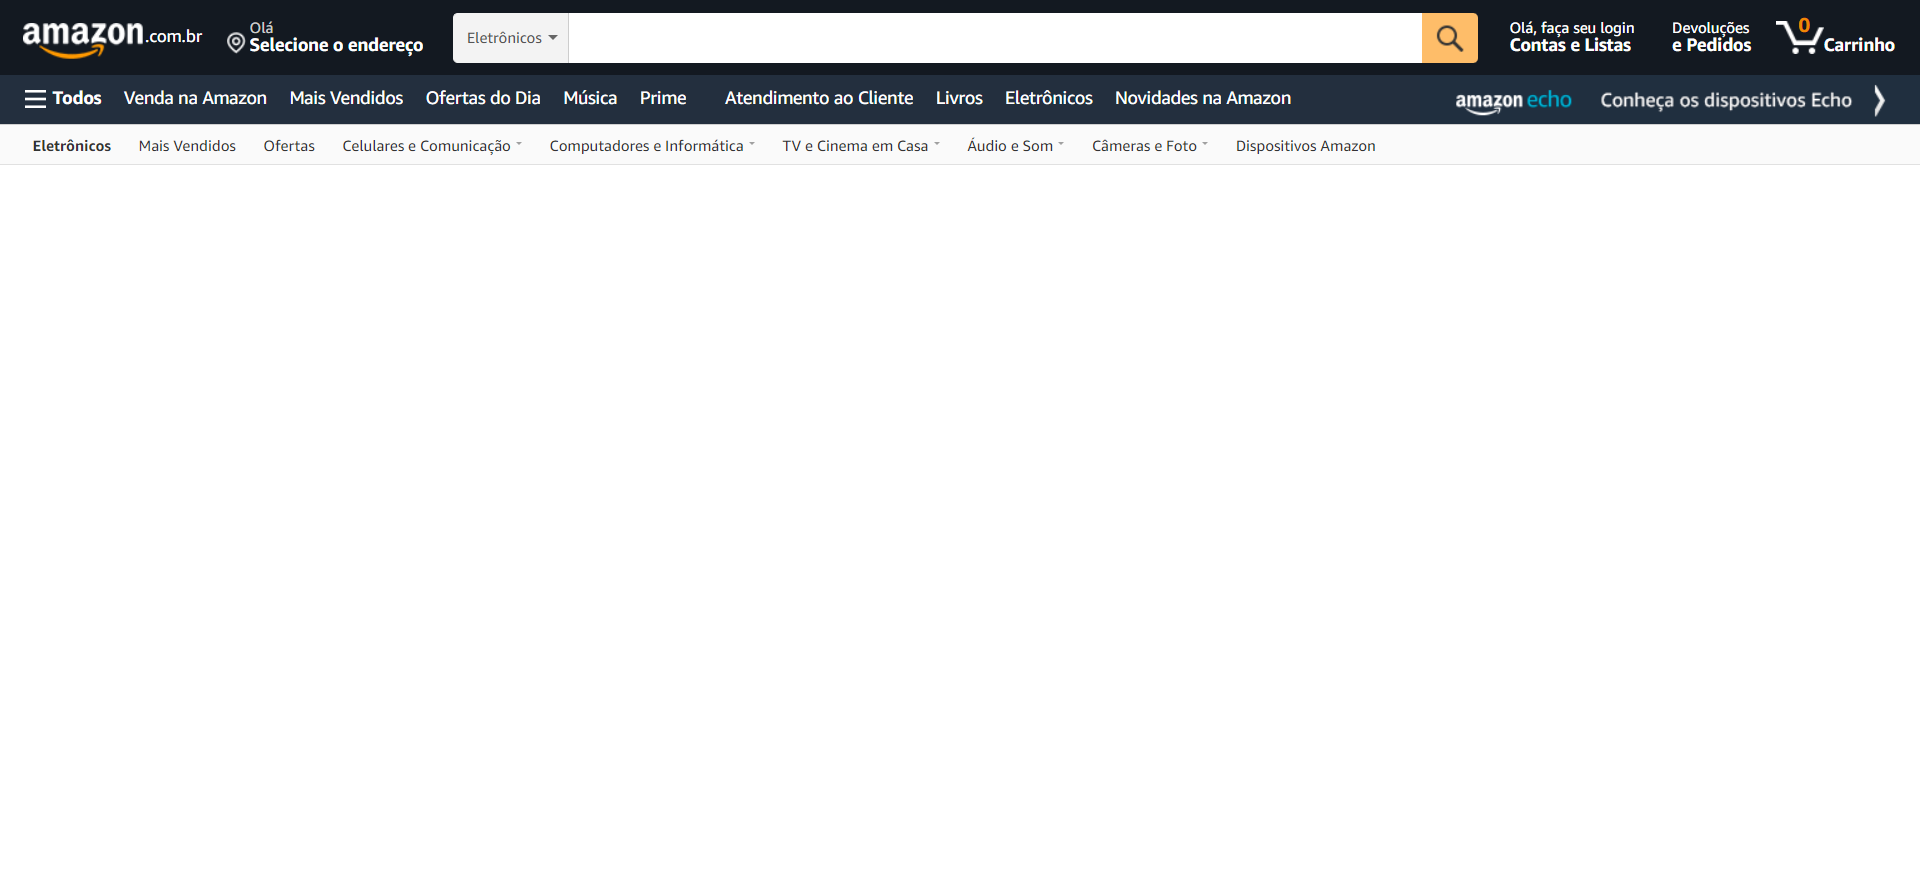 amazon.com.br
Olá
Selecione o endereço
Eletrônicos
Olá, faça seu login
Contas e Listas
Devoluções
e Pedidos
0
Carrinho
Todos Venda na Amazon Mais Vendidos Ofertas do Dia Música Prime Atendimento ao Cliente Livros Eletrônicos Novidades na Amazon amazon echo Conheça os dispositivos Echo
Eletrônicos Mais Vendidos Ofertas Celulares e Comunicação Computadores e Informática TV e Cinema em Casa Áudio e Som Câmeras e Foto Dispositivos Amazon